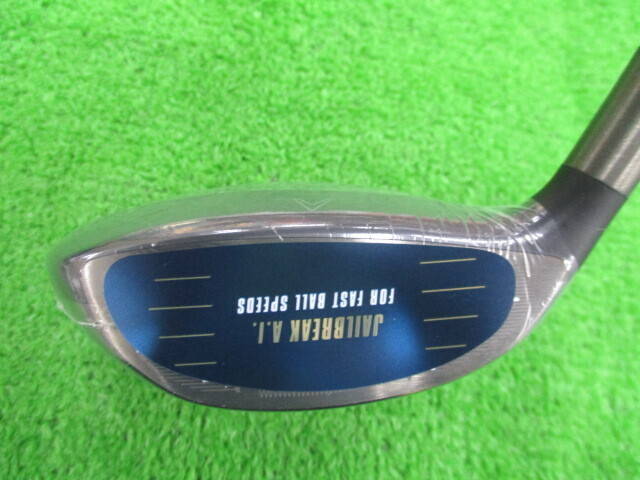 JAILBREAK A.I.
FOR FAST BALL SPEEDS